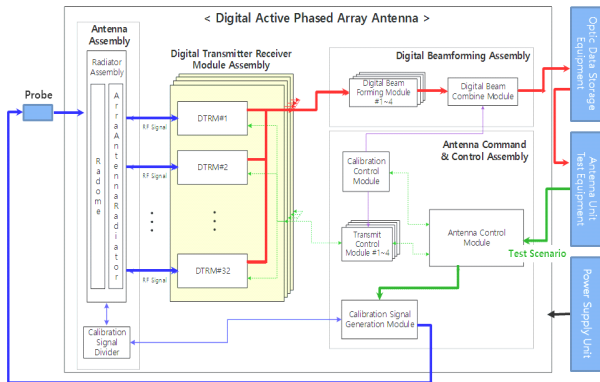 < Digital Active Phased Array Antenna >
Antenna
Assembly
Radiator
Assembly
Radome
ArraAntennaRadiator
Probe
Digital Transmitter Receiver
Module Assembly
DTRM#1
DTRM#2
DTRM#32
RF Signal
RF Signal
RF Signal
Calibration
Signal
Divider
Digital Beamforming Assembly
Digital Beam
Forming Module
#1~4
Digital Beam
Combine Module
Antenna Command
& Control Assembly
Calibration
Control
Module
Transmit
Control
Module #1~4
Antenna Control
Module
Calibration Signal
Generation Module
Test Scenario
Optic Data Storage
Equipment
Antenna Unit
Test Equipment
Power Supply Unit